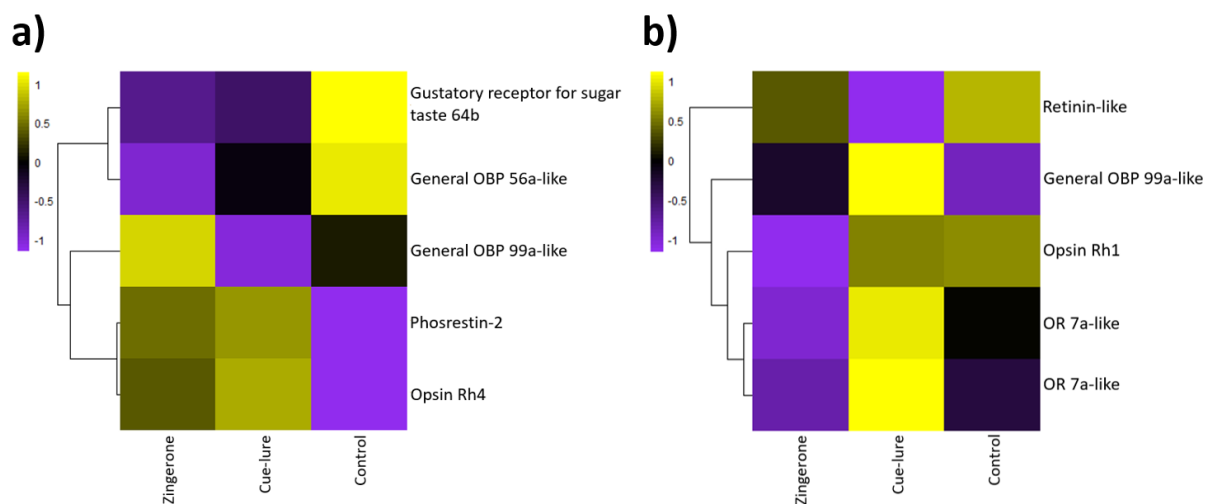 a)
1
0.5
0
-0.5
-1
Gustatory receptor for sugar
taste 64b
General OBP 56a-like
General OBP 99a-like
Phosrestin-2
Opsin Rh4
Zingerone
Cue-lure
Control
b)
1
0.5
0
-0.5
-1
Retinin-like
General OBP 99a-like
Opsin Rh1
OR 7a-like
OR 7a-like
Zingerone
Cue-lure
Control